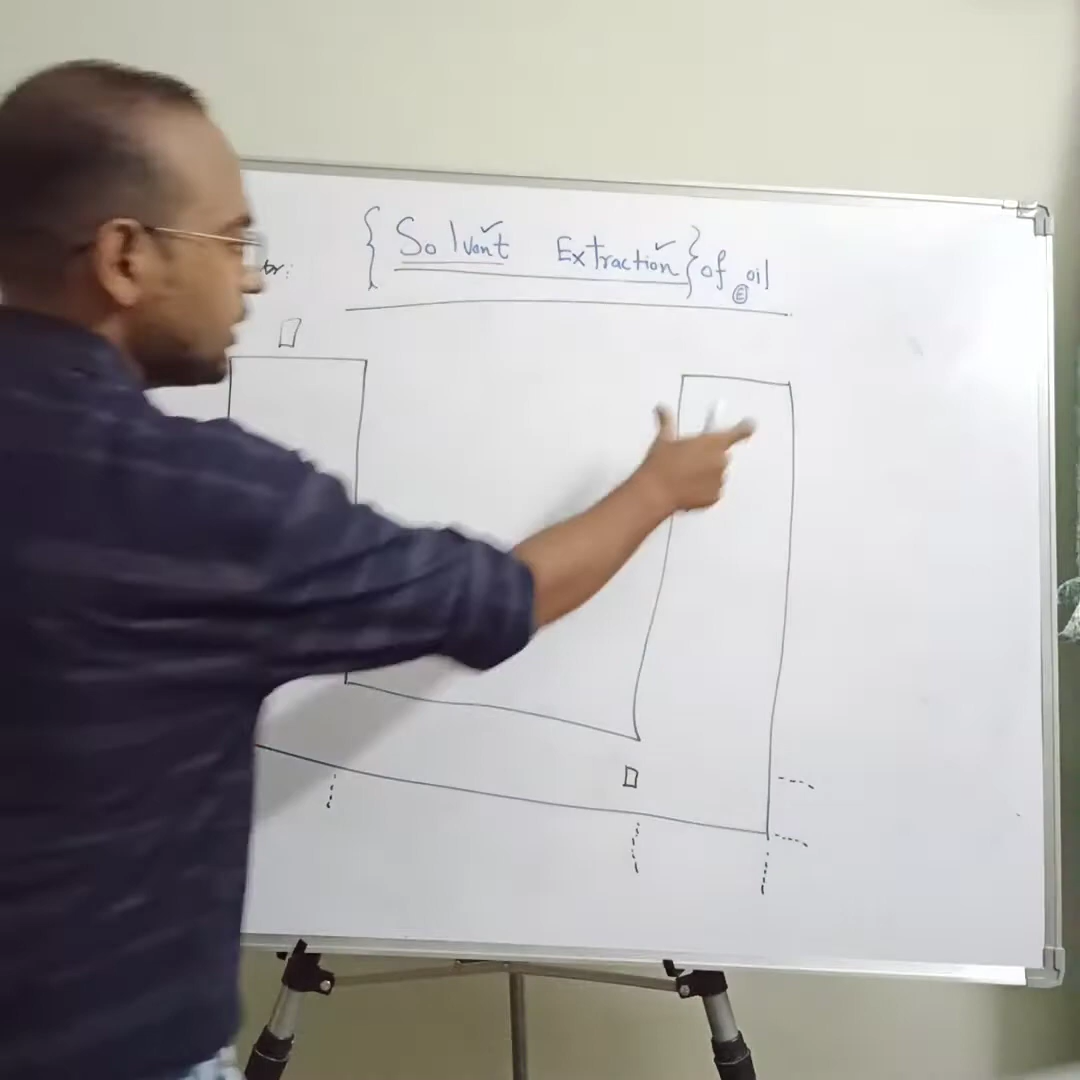 { Solvent Extraction } of oil
E